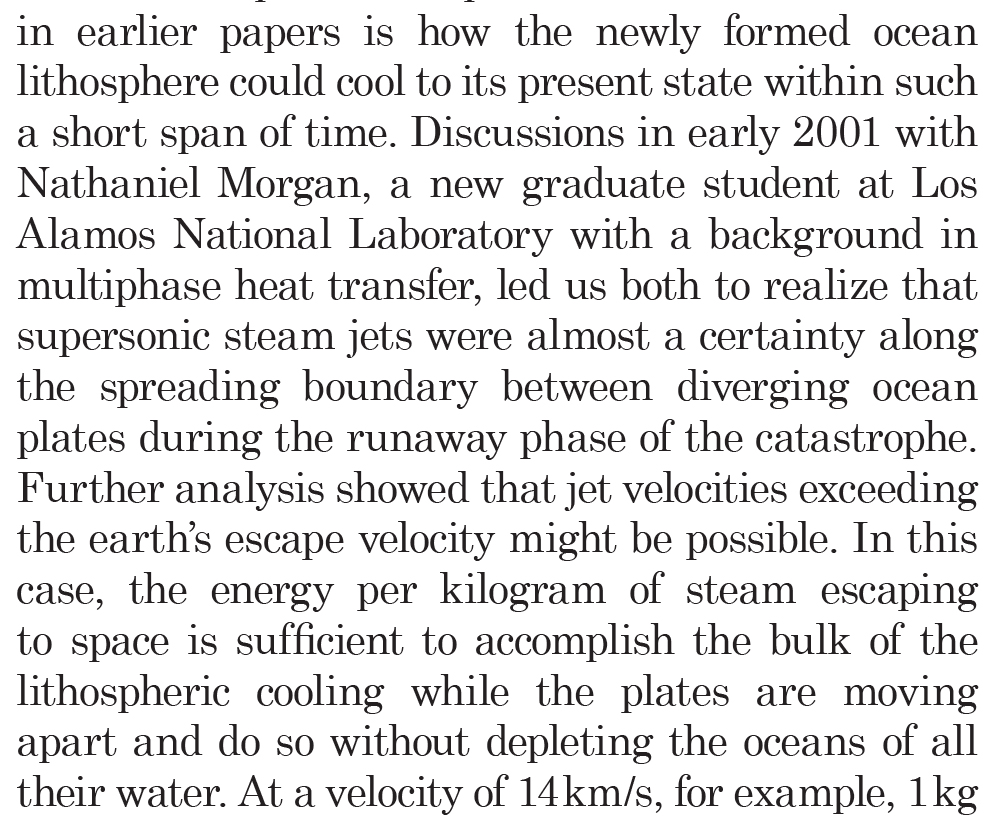 in earlier papers is how the newly formed ocean
lithosphere could cool to its present state within such
a short span of time. Discussions in early 2001 with
Nathaniel Morgan, a new graduate student at Los
Alamos National Laboratory with a background in
multiphase heat transfer, led us both to realize that
supersonic steam jets were almost a certainty along
the spreading boundary between diverging ocean
plates during the runaway phase of the catastrophe.
Further analysis showed that jet velocities exceeding
the earth’s escape velocity might be possible. In this
case, the energy per kilogram of steam escaping
to space is sufficient to accomplish the bulk of the
lithospheric cooling while the plates are moving
apart and do so without depleting the oceans of all
their water. At a velocity of 14 km/s, for example, 1 kg